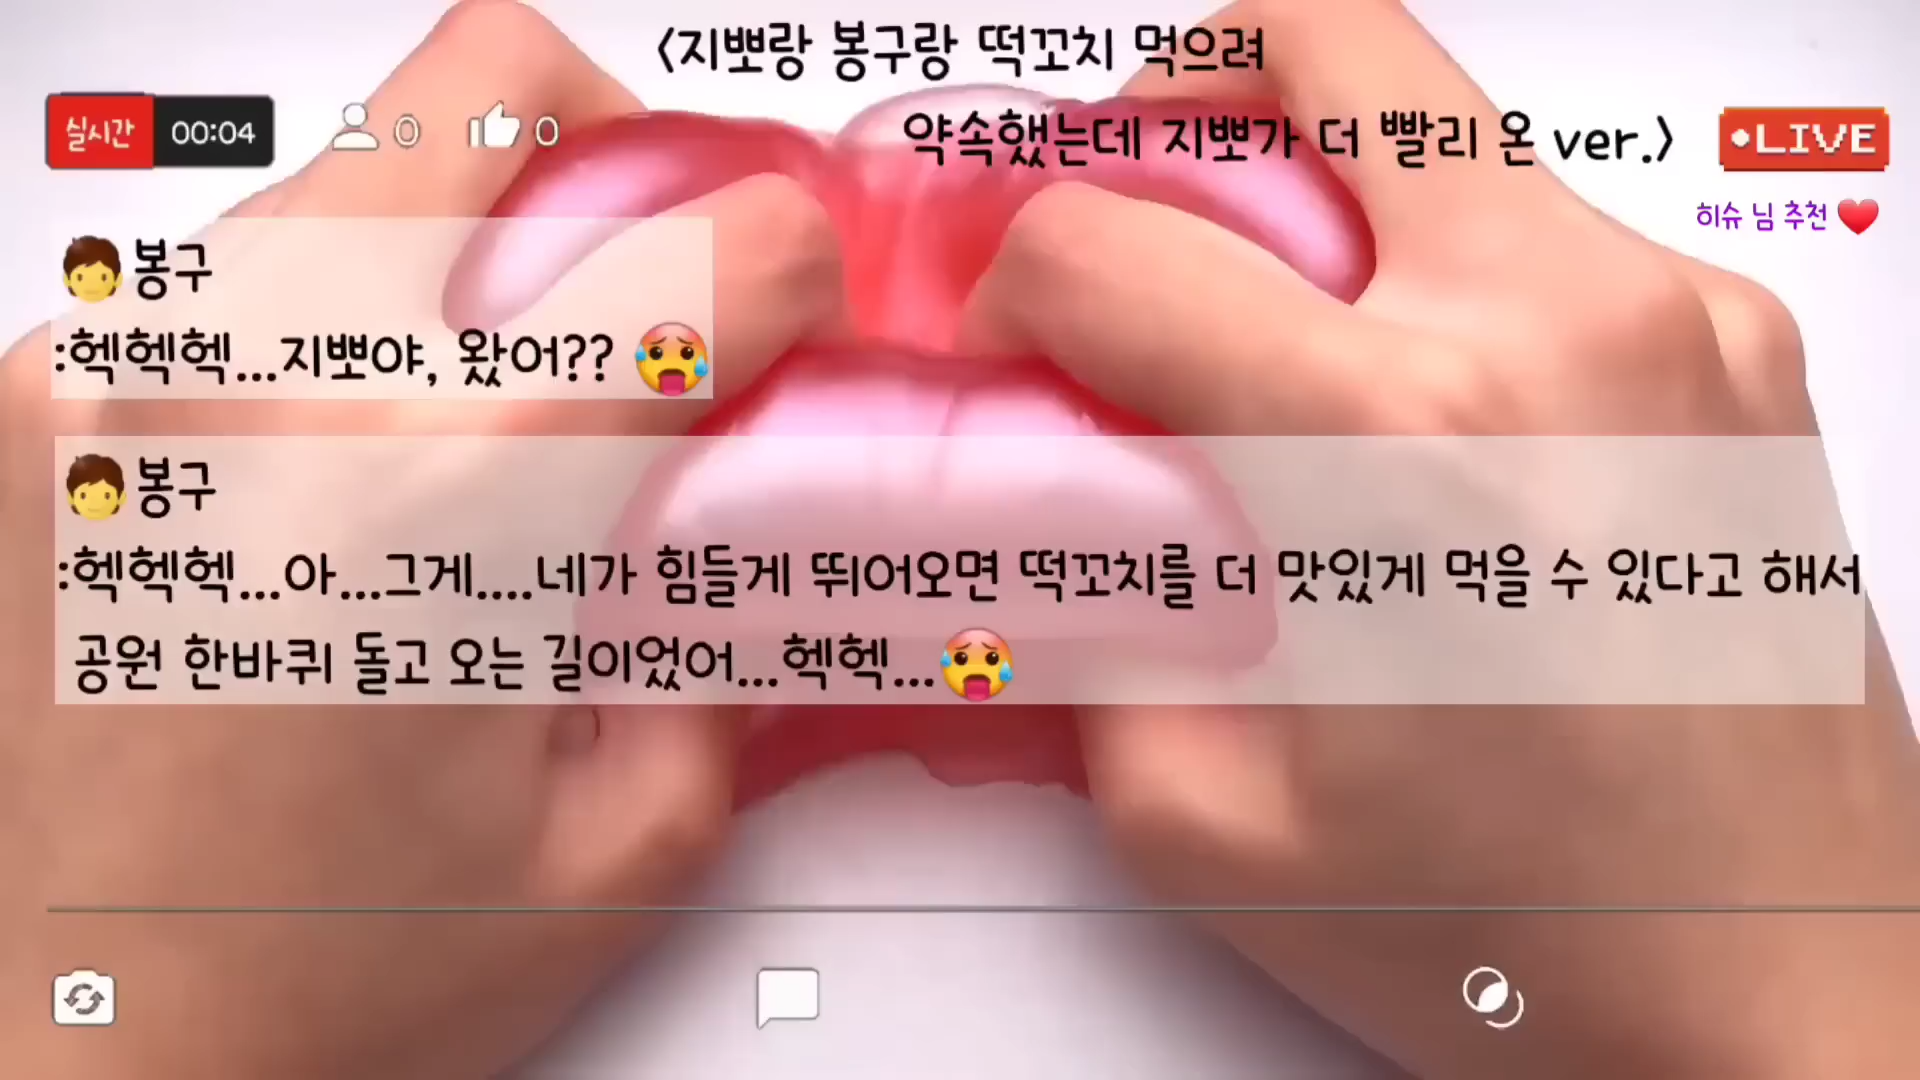 <지뽀랑 봉구랑 떡꼬치 먹으려
약속했는데 지뽀가 더 빨리 온 ver.>
실시간 00:04 0 0
LIVE
히슈 님 추천
봉구
:헥헥헥...지뽀야, 왔어??
봉구
:헥헥헥...아...그게....네가 힘들게 뛰어오면 떡꼬치를 더 맛있게 먹을 수 있다고 해서
공원 한바퀴 돌고 오는 길이었어...헥헥...